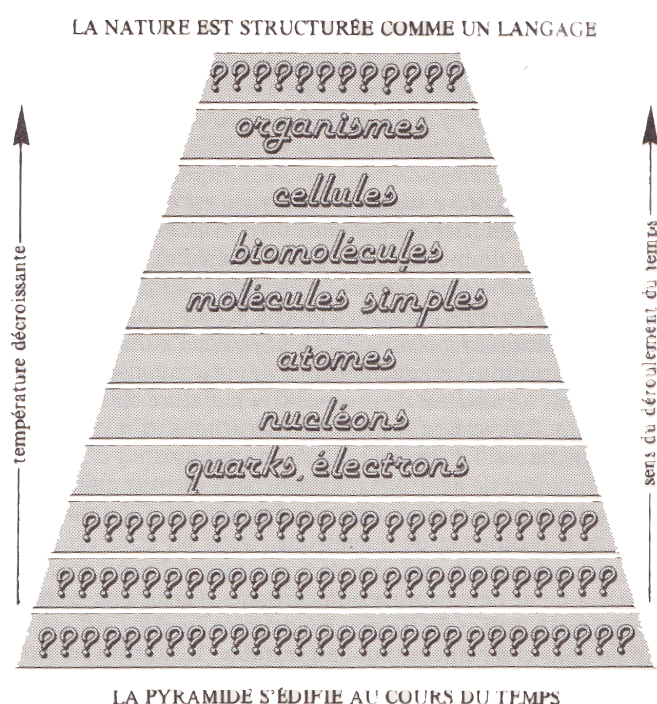 LA NATURE EST STRUCTURÉE COMME UN LANGAGE
????????????
organismes
cellules
biomolécules
molécules simples
atomes
nucléons
quarks, électrons
????????????????????????
??????????????????????????
????????????????????????????
température décroissante
sens du déroulement du temps
LA PYRAMIDE S'ÉDIFIE AU COURS DU TEMPS